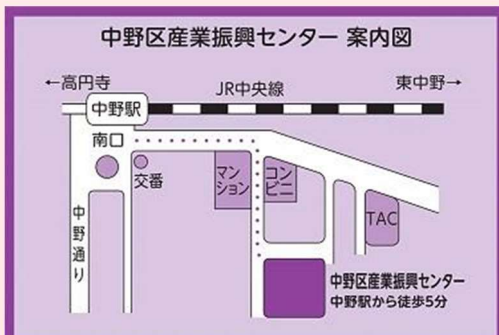 中野区産業振興センター 案内図
←高円寺
JR中央線
東中野→
中野駅
南口
交番
マンション
コンビニ
TAC
中野通り
中野区産業振興センター
中野駅から徒歩5分